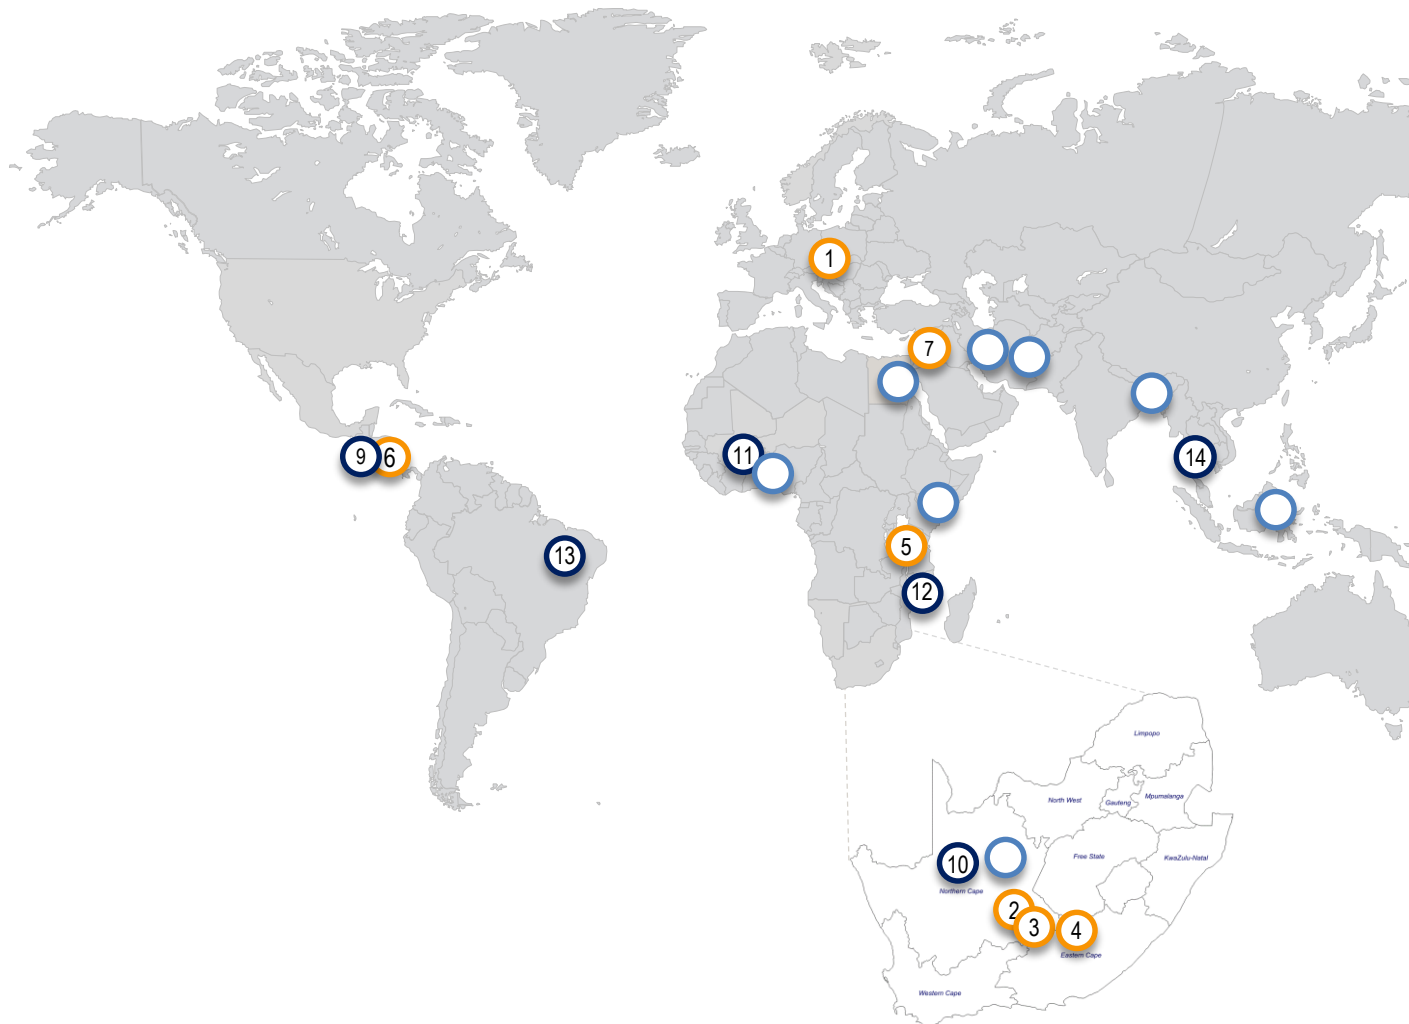 1
7
9
6
11
14
5
13
12
Limpopo
North West
Gauteng
Mpumalanga
Free State
KwaZulu-Natal
10
Northern Cape
2
3
4
Eastern Cape
Western Cape